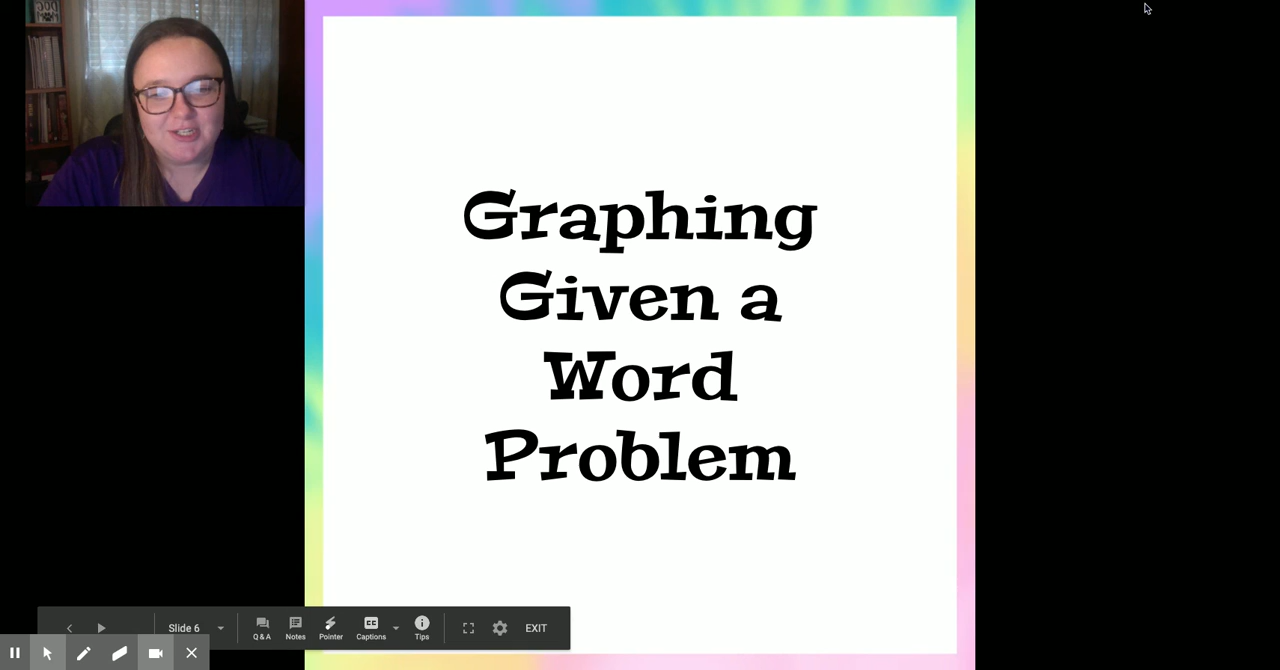 Graphing
Given a
Word
Problem
Slide 6
Q & A
Notes
Pointer
Captions
Tips
EXIT